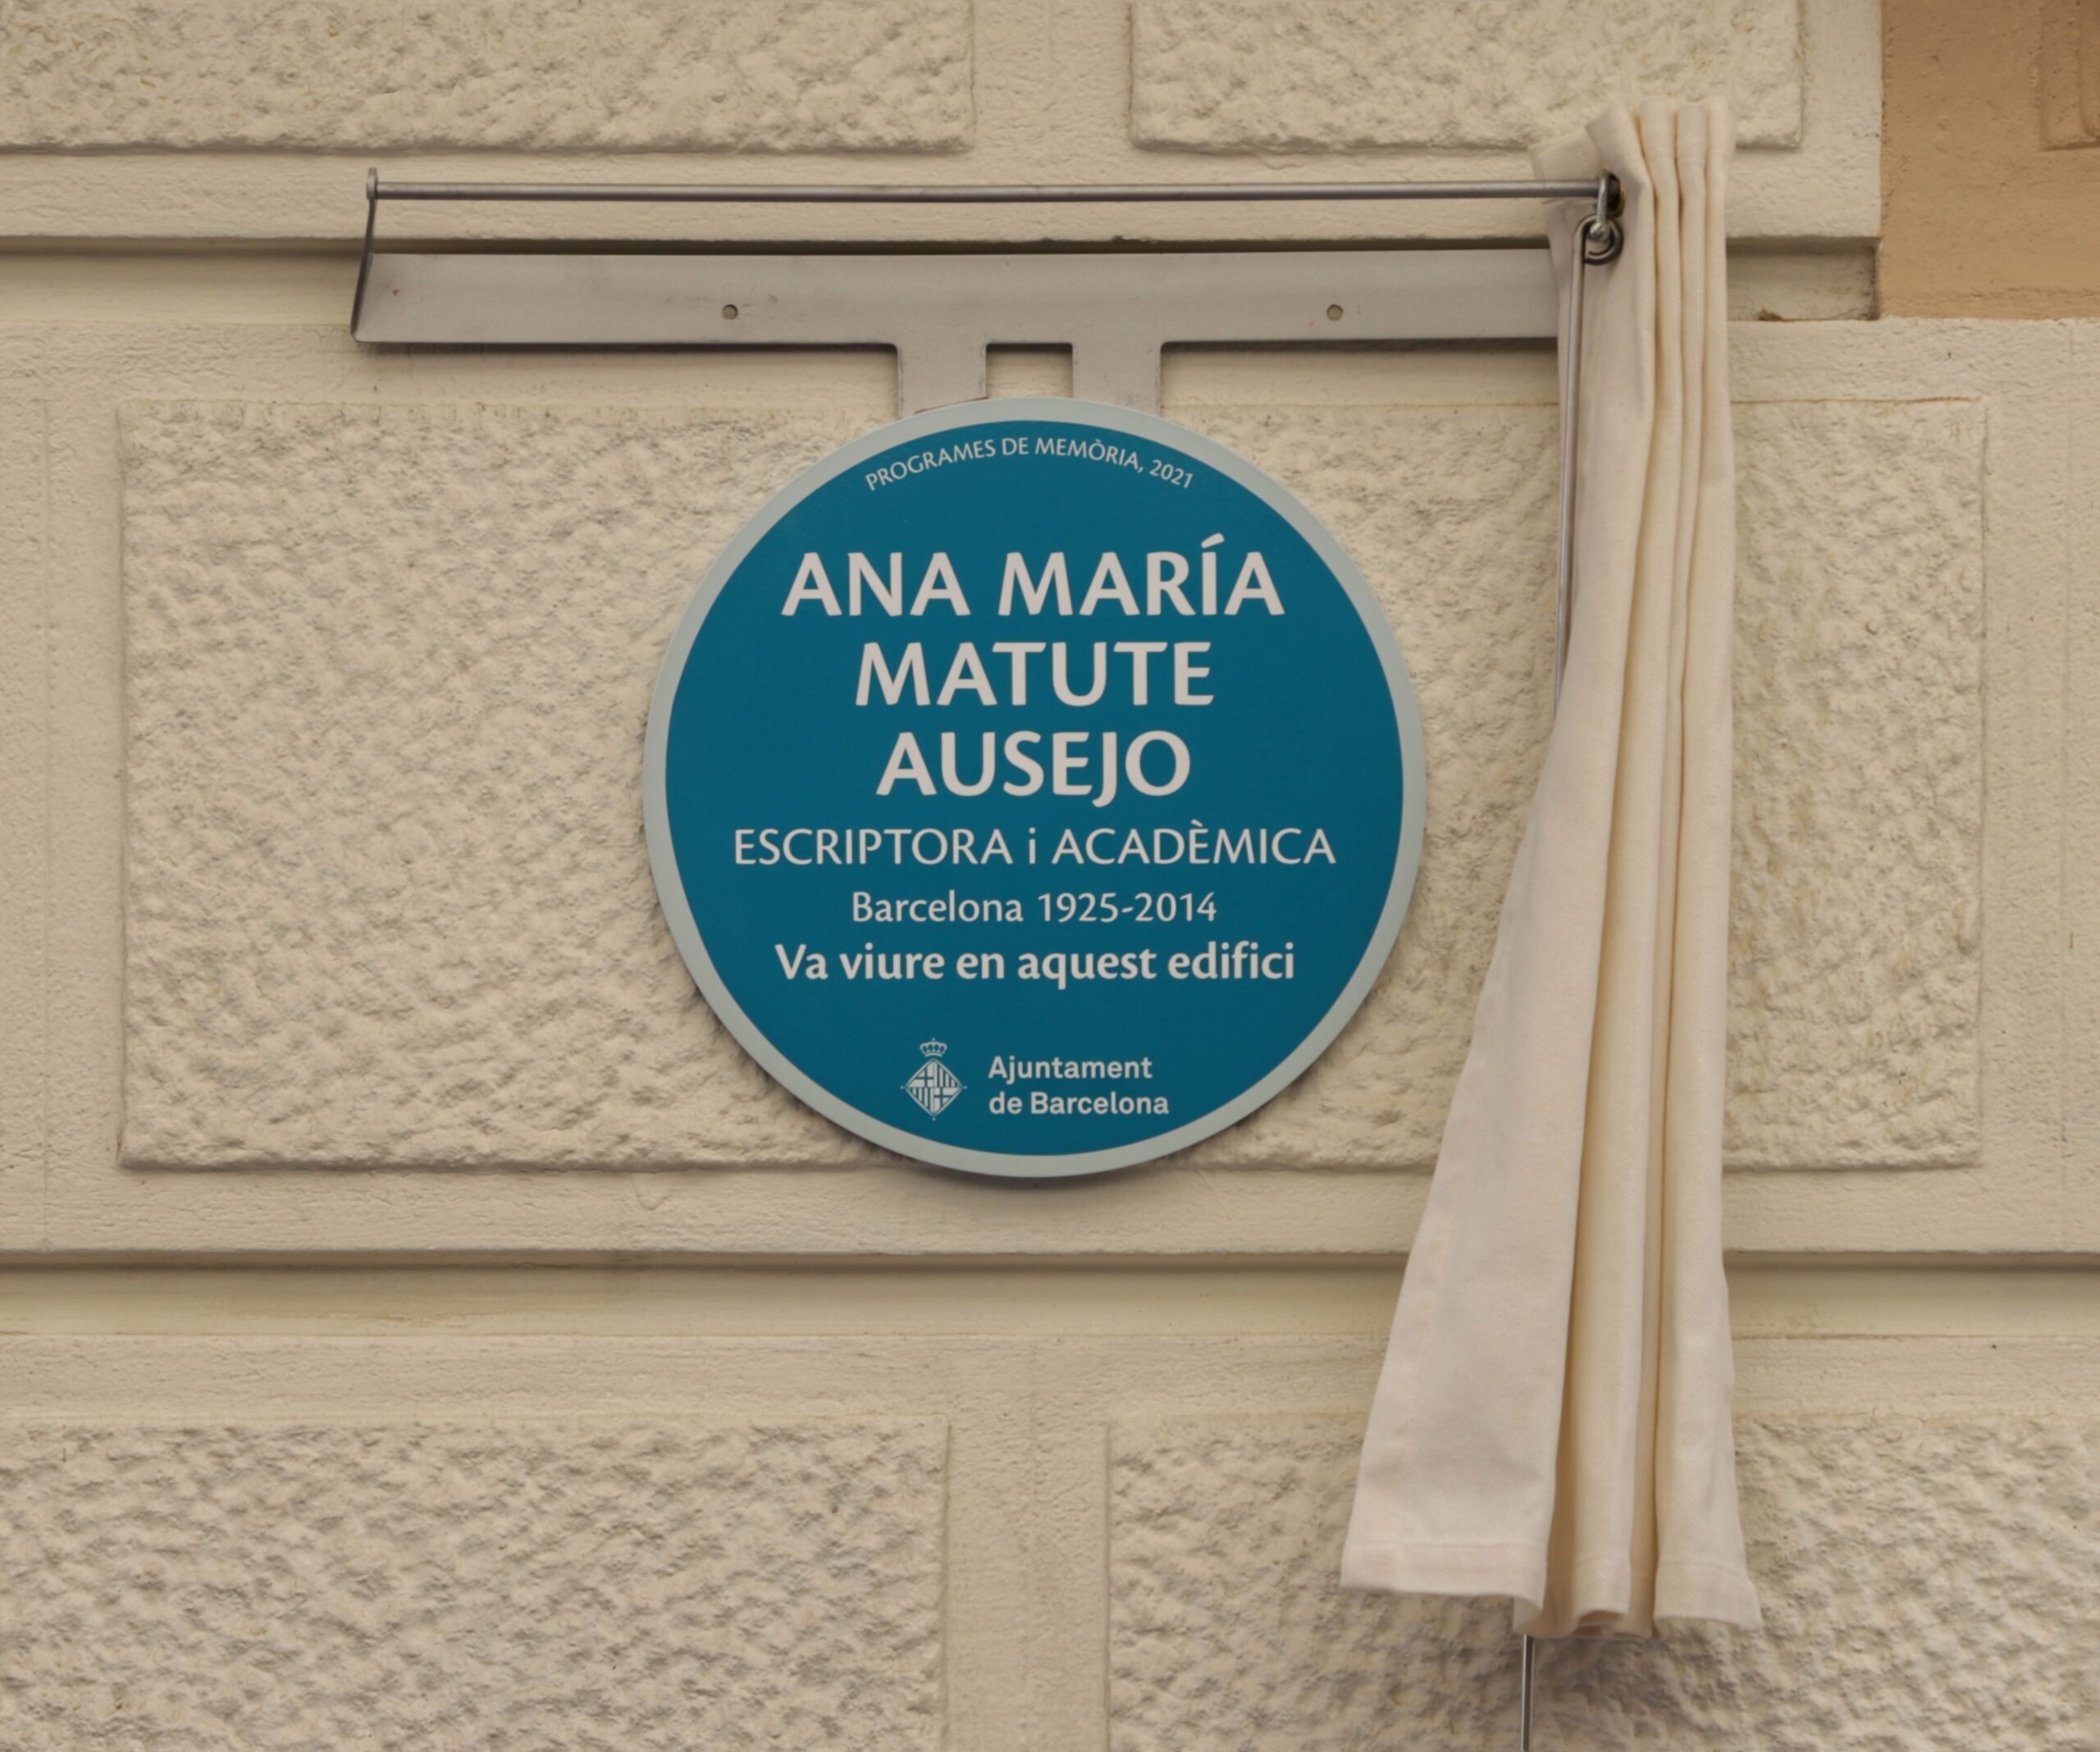 PROGRAMES DE MEMÒRIA, 2021
ANA MARÍA
MATUTE
AUSEJO
ESCRIPTORA i ACADÈMICA
Barcelona 1925-2014
Va viure en aquest edifici
Ajuntament
de Barcelona